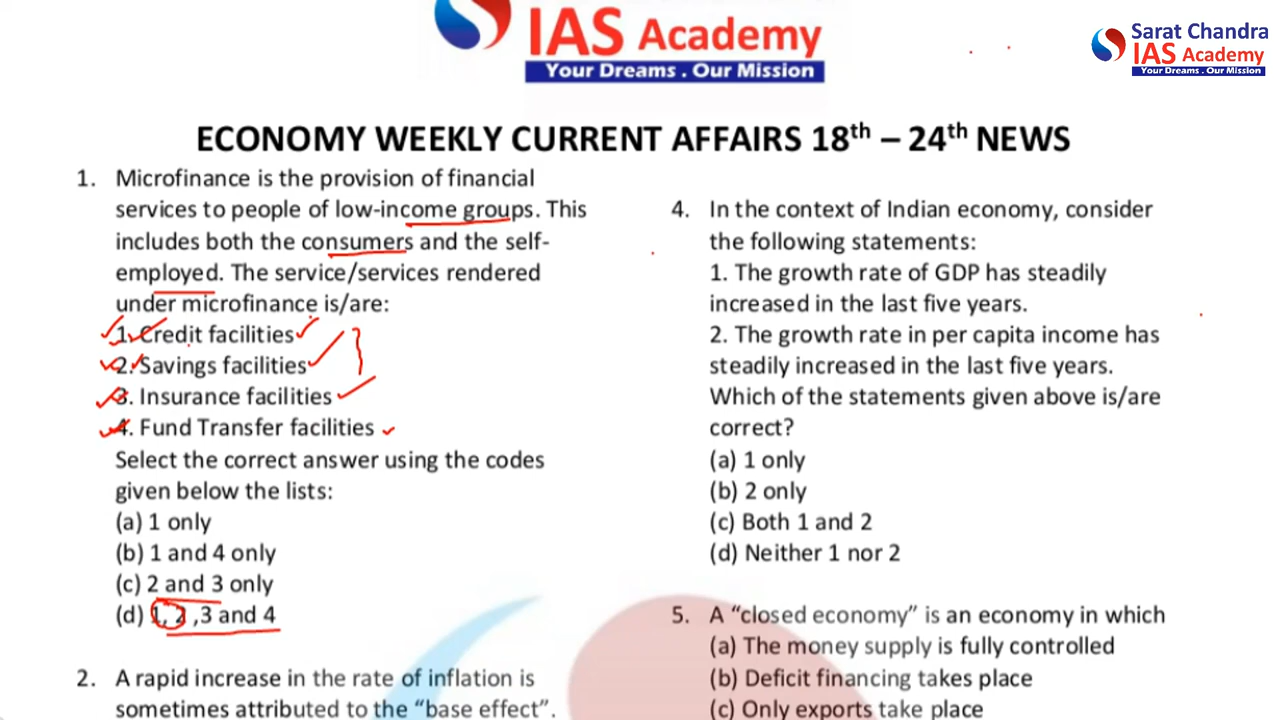 IAS Academy
Your Dreams . Our Mission
Sarat Chandra
IAS Academy
Your Dreams . Our Mission
ECONOMY WEEKLY CURRENT AFFAIRS 18th – 24th NEWS
1. Microfinance is the provision of financial
services to people of low-income groups. This
includes both the consumers and the self-
employed. The service/services rendered
under microfinance is/are:
1. Credit facilities
2. Savings facilities
3. Insurance facilities
4. Fund Transfer facilities
Select the correct answer using the codes
given below the lists:
(a) 1 only
(b) 1 and 4 only
(c) 2 and 3 only
(d) 1, 2 ,3 and 4
2. A rapid increase in the rate of inflation is
sometimes attributed to the “base effect”.
4. In the context of Indian economy, consider
the following statements:
1. The growth rate of GDP has steadily
increased in the last five years.
2. The growth rate in per capita income has
steadily increased in the last five years.
Which of the statements given above is/are
correct?
(a) 1 only
(b) 2 only
(c) Both 1 and 2
(d) Neither 1 nor 2
5. A “closed economy” is an economy in which
(a) The money supply is fully controlled
(b) Deficit financing takes place
(c) Only exports take place